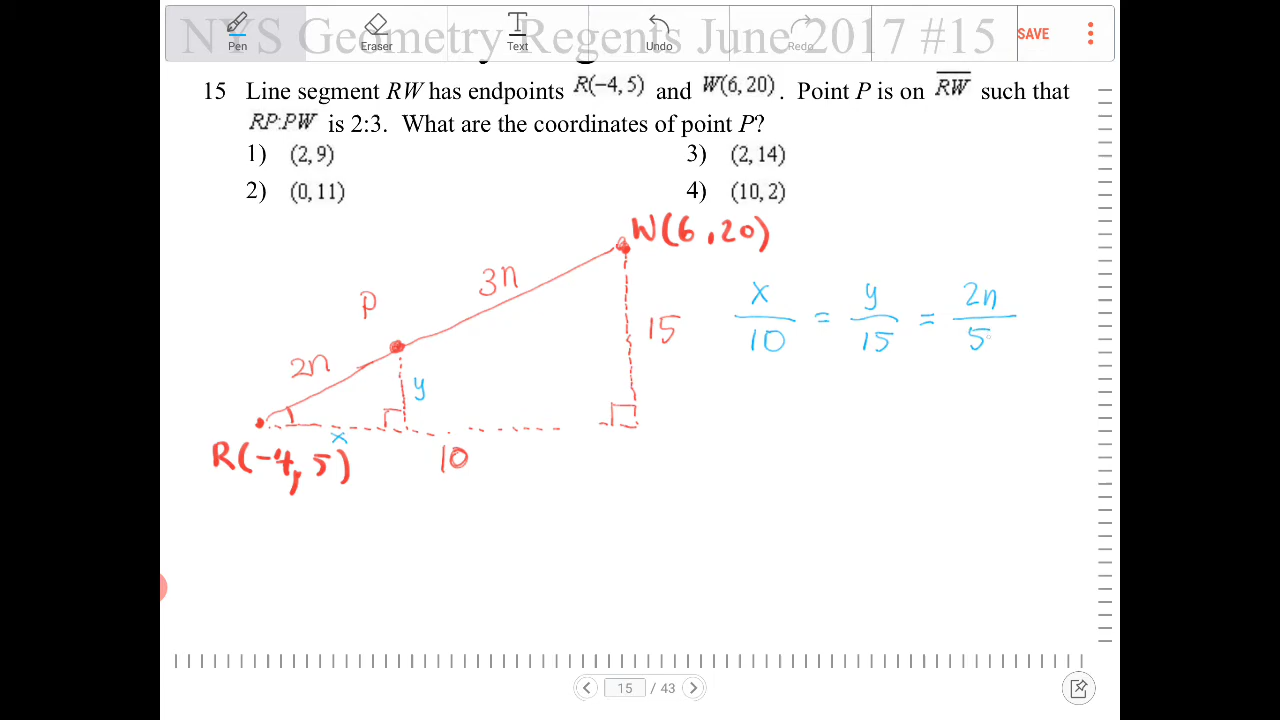 NYS Geometry Regents June 2017 #15
Pen Eraser Text Undo Redo SAVE
15 Line segment RW has endpoints R(−4, 5) and W(6, 20). Point P is on RW such that
RP:PW is 2:3. What are the coordinates of point P?
1) (2, 9) 3) (2, 14)
2) (0, 11) 4) (10, 2)
W(6, 20)
3n
P
x/10 = y/15 = 2n/5
15
2n
y
x
R(-4, 5)
10
15 / 43